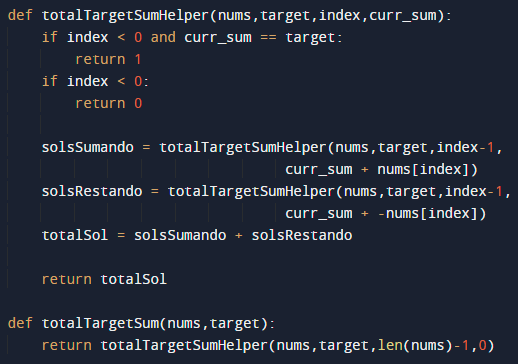 def totalTargetSumHelper(nums,target,index,curr_sum):
    if index < 0 and curr_sum == target:
        return 1
    if index < 0:
        return 0

    solsSumando = totalTargetSumHelper(nums,target,index-1,
                                 curr_sum + nums[index])
    solsRestando = totalTargetSumHelper(nums,target,index-1,
                                 curr_sum + -nums[index])
    totalSol = solsSumando + solsRestando

    return totalSol

def totalTargetSum(nums,target):
    return totalTargetSumHelper(nums,target,len(nums)-1,0)